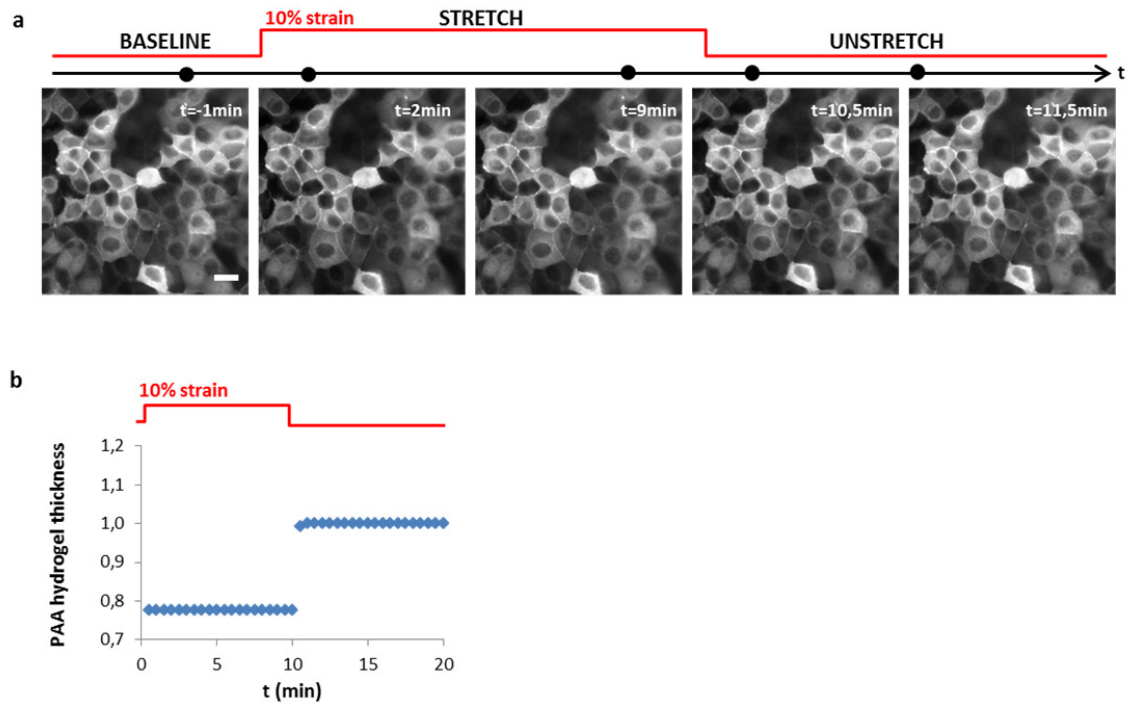 a
10% strain
STRETCH
BASELINE
UNSTRETCH
t
t=-1min
t=2min
t=9min
t=10,5min
t=11,5min
b
10% strain
1,2
1,1
1,0
0,9
0,8
0,7
PAA hydrogel thickness
0 5 10 15 20
t (min)